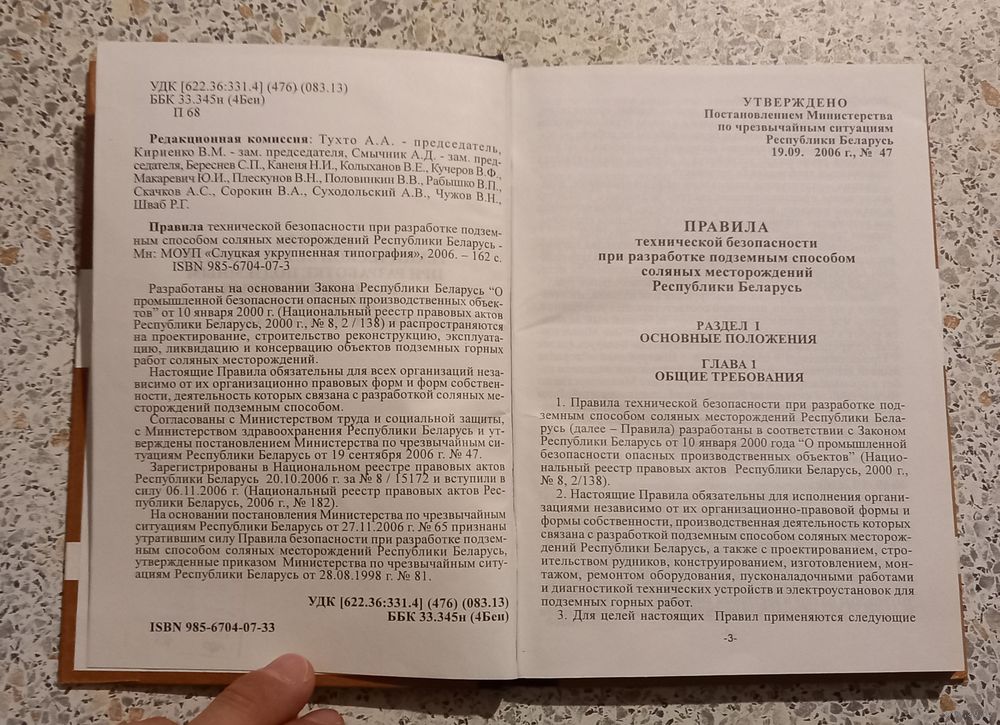 УДК [622.36:331.4] (476) (083.13)
ББК 33.345н (4Беи)
П 68
Редакционная комиссия: Тухто А.А. - председатель,
Кириенко В.М. - зам. председателя, Смычник А.Д. - зам. пред-
седателя, Береснев С.П., Каненя Н.И., Колыханов В.Е., Кучеров В.Ф.,
Макаревич Ю.И., Плескунов В.Н., Половинкин В.В., Рабышко В.П.,
Скачков А.С., Сорокин В.А., Суходольский А.В., Чужов В.Н.,
Шваб Р.Г.
Правила технической безопасности при разработке подзем-
ным способом соляных месторождений Республики Беларусь -
Мн: МОУП «Слуцкая укрупненная типография», 2006. – 162 с.
ISBN 985-6704-07-3
Разработаны на основании Закона Республики Беларусь “О
промышленной безопасности опасных производственных объек-
тов” от 10 января 2000 г. (Национальный реестр правовых актов
Республики Беларусь, 2000 г., № 8, 2 / 138) и распространяются
на проектирование, строительство реконструкцию, эксплуата-
цию, ликвидацию и консервацию объектов подземных горных
работ соляных месторождений.
Настоящие Правила обязательны для всех организаций неза-
висимо от их организационно правовых форм и форм собствен-
ности, деятельность которых связана с разработкой соляных ме-
сторождений подземным способом.
Согласованы с Министерством труда и социальной защиты,
с Министерством здравоохранения Республики Беларусь и ут-
верждены постановлением Министерства по чрезвычайным си-
туациям Республики Беларусь от 19 сентября 2006 г. № 47.
Зарегистрированы в Национальном реестре правовых актов
Республики Беларусь 20.10.2006 г. за № 8 / 15172 и вступили в
силу 06.11.2006 г. (Национальный реестр правовых актов Рес-
публики Беларусь, 2006 г., № 182).
На основании постановления Министерства по чрезвычайным
ситуациям Республики Беларусь от 27.11.2006 г. № 65 признаны
утратившим силу Правила безопасности при разработке подзем-
ным способом соляных месторождений Республики Беларусь,
утвержденные приказом Министерства по чрезвычайным ситу-
ациям Республики Беларусь от 28.08.1998 г. № 81.
УДК [622.36:331.4] (476) (083.13)
ББК 33.345н (4Беи)
ISBN 985-6704-07-33
УТВЕРЖДЕНО
Постановлением Министерства
по чрезвычайным ситуациям
Республики Беларусь
19.09. 2006 г., № 47
ПРАВИЛА
технической безопасности
при разработке подземным способом
соляных месторождений
Республики Беларусь
РАЗДЕЛ I
ОСНОВНЫЕ ПОЛОЖЕНИЯ
ГЛАВА 1
ОБЩИЕ ТРЕБОВАНИЯ
1. Правила технической безопасности при разработке под-
земным способом соляных месторождений Республики Бела-
русь (далее – Правила) разработаны в соответствии с Законом
Республики Беларусь от 10 января 2000 года “О промышленной
безопасности опасных производственных объектов” (Нацио-
нальный реестр правовых актов Республики Беларусь, 2000 г.,
№ 8, 2/138).
2. Настоящие Правила обязательны для исполнения органи-
зациями независимо от их организационно-правовой формы и
формы собственности, производственная деятельность которых
связана с разработкой подземным способом соляных месторож-
дений Республики Беларусь, а также с проектированием, стро-
ительством рудников, конструированием, изготовлением, мон-
тажом, ремонтом оборудования, пусконаладочными работами
и диагностикой технических устройств и электроустановок для
подземных горных работ.
3. Для целей настоящих Правил применяются следующие
-3-